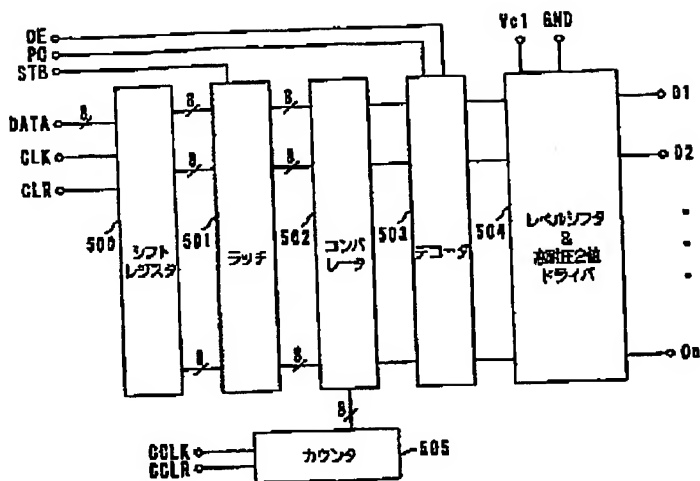 OE
PC
STB
Vc1 GND
DATA
8
8
8
CLK
CLR
8
8
500
シフト
レジスタ
501
ラッチ
502
コンパ
レータ
503
デコーダ
504
レベルシフタ
&
高耐圧2値
ドライバ
O1
O2
On
8
8
8
CCLK
CCLR
カウンタ
505